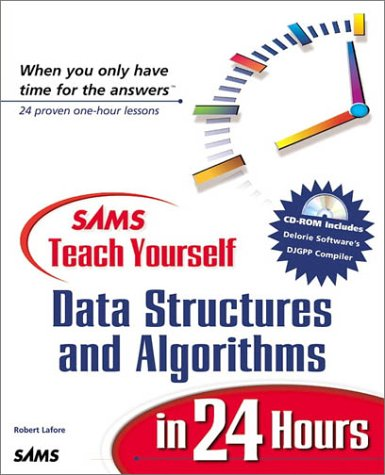 When you only have
time for the answers™
24 proven one-hour lessons
CD-ROM Includes
Delorie Software's
DJGPP Compiler
SAMS
Teach Yourself
Data Structures
and Algorithms
Robert Lafore
in 24 Hours
SAMS